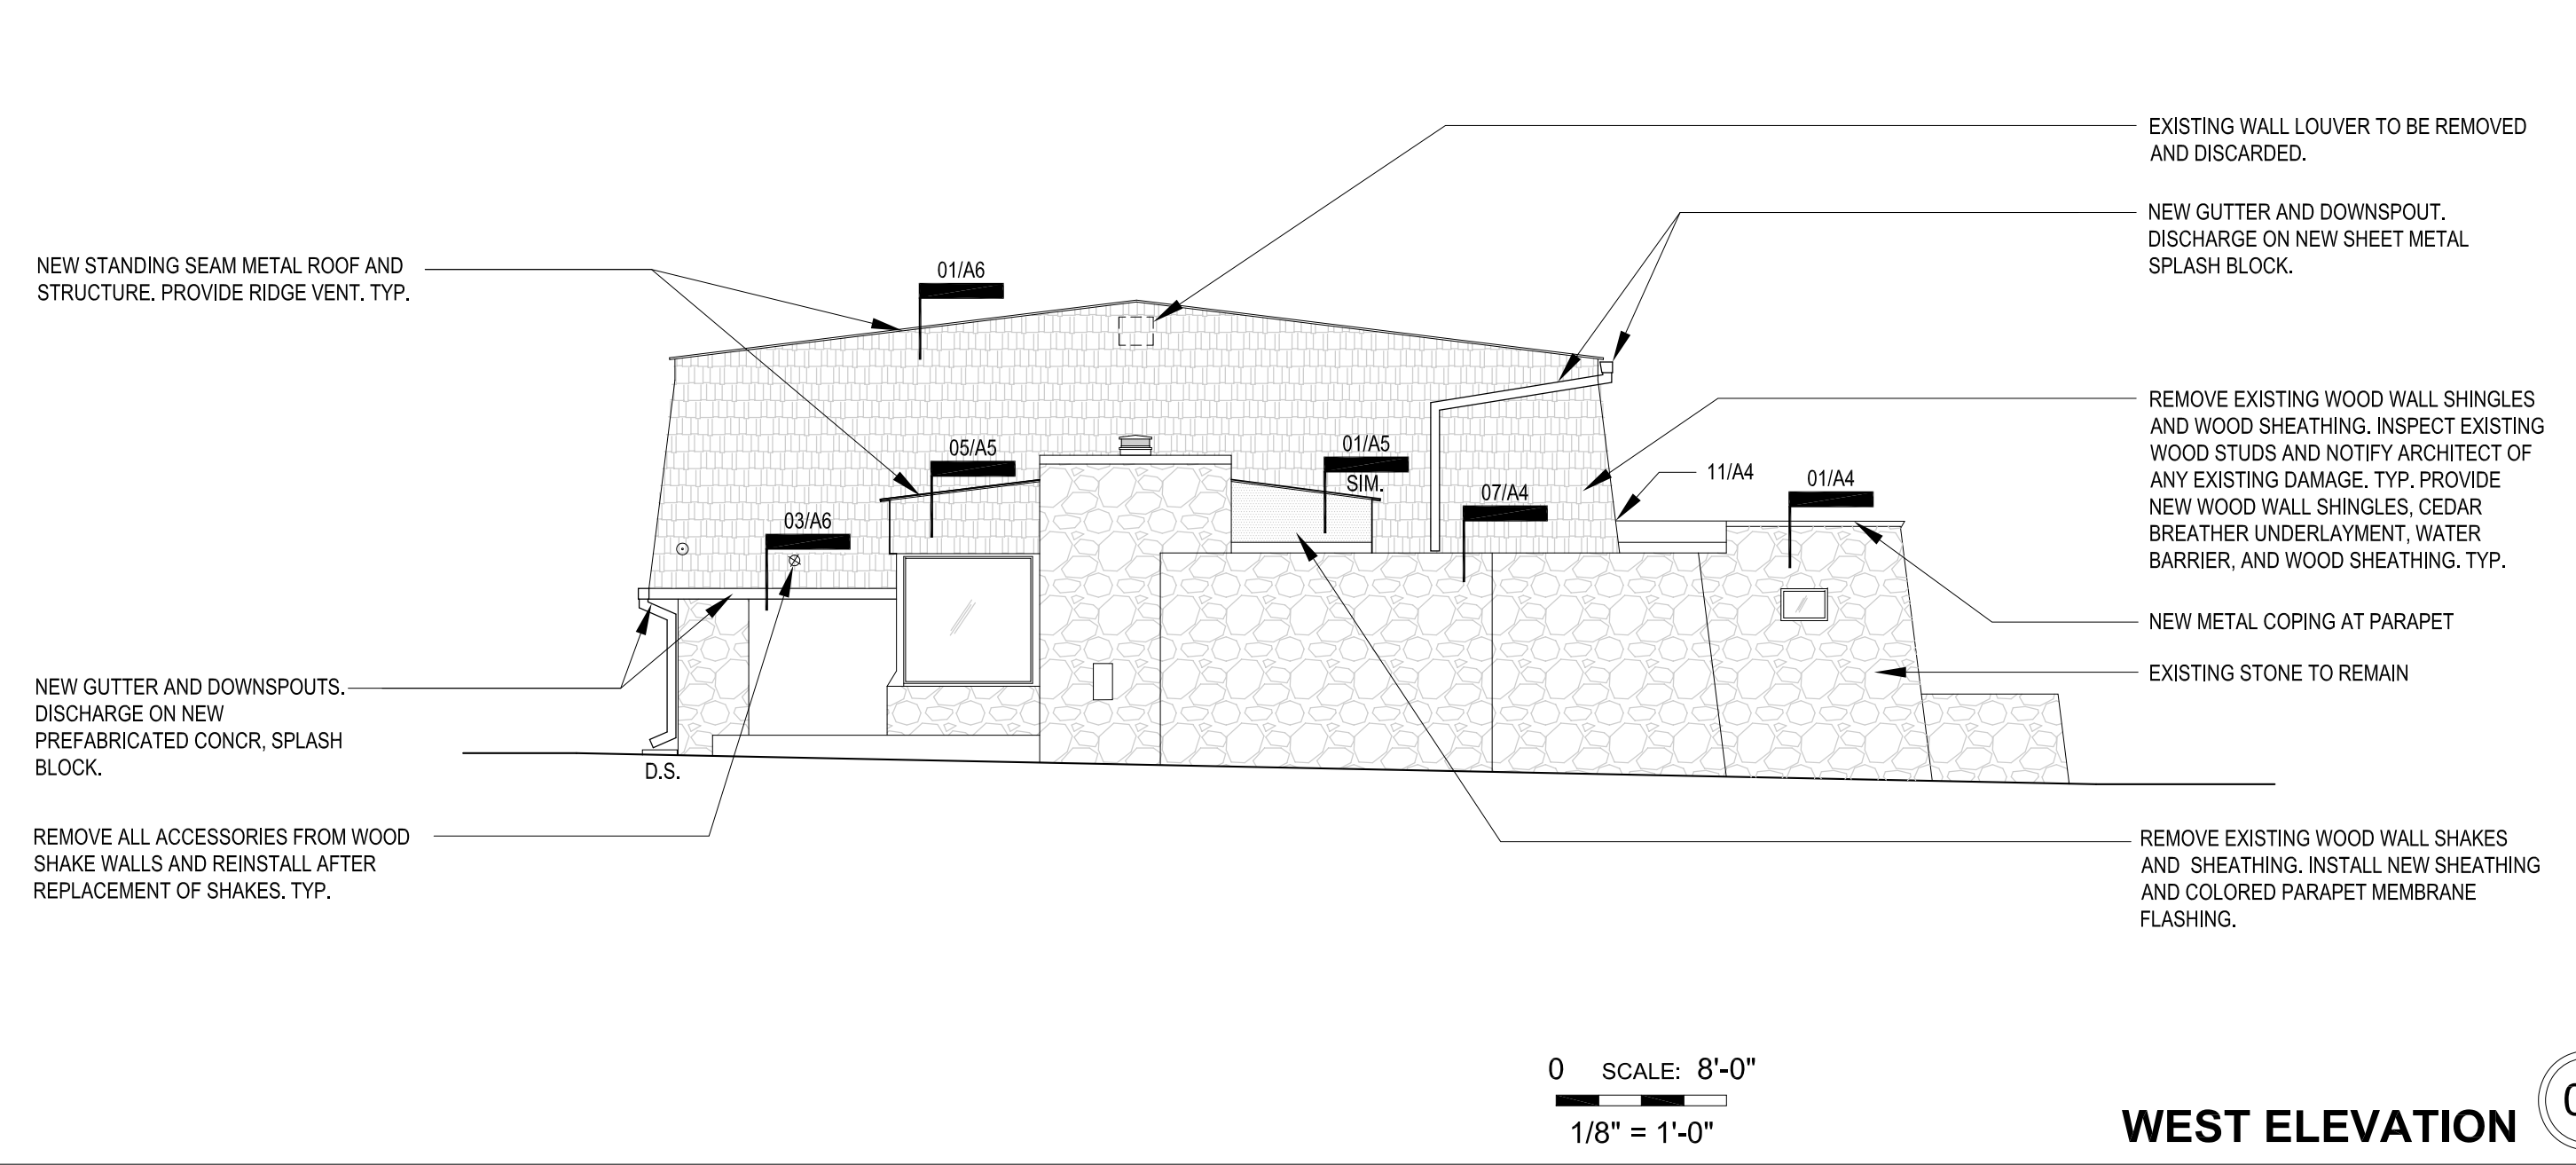 EXISTING WALL LOUVER TO BE REMOVED
AND DISCARDED.
NEW GUTTER AND DOWNSPOUT.
DISCHARGE ON NEW SHEET METAL
SPLASH BLOCK.
NEW STANDING SEAM METAL ROOF AND
STRUCTURE. PROVIDE RIDGE VENT. TYP.
01/A6
REMOVE EXISTING WOOD WALL SHINGLES
AND WOOD SHEATHING. INSPECT EXISTING
WOOD STUDS AND NOTIFY ARCHITECT OF
ANY EXISTING DAMAGE. TYP. PROVIDE
NEW WOOD WALL SHINGLES, CEDAR
BREATHER UNDERLAYMENT, WATER
BARRIER, AND WOOD SHEATHING. TYP.
05/A5
01/A5
SIM.
07/A4
11/A4
01/A4
03/A6
NEW METAL COPING AT PARAPET
EXISTING STONE TO REMAIN
NEW GUTTER AND DOWNSPOUTS.
DISCHARGE ON NEW
PREFABRICATED CONCR, SPLASH
BLOCK.
D.S.
REMOVE ALL ACCESSORIES FROM WOOD
SHAKE WALLS AND REINSTALL AFTER
REPLACEMENT OF SHAKES. TYP.
REMOVE EXISTING WOOD WALL SHAKES
AND SHEATHING. INSTALL NEW SHEATHING
AND COLORED PARAPET MEMBRANE
FLASHING.
0 SCALE: 8'-0"
1/8" = 1'-0"
WEST ELEVATION